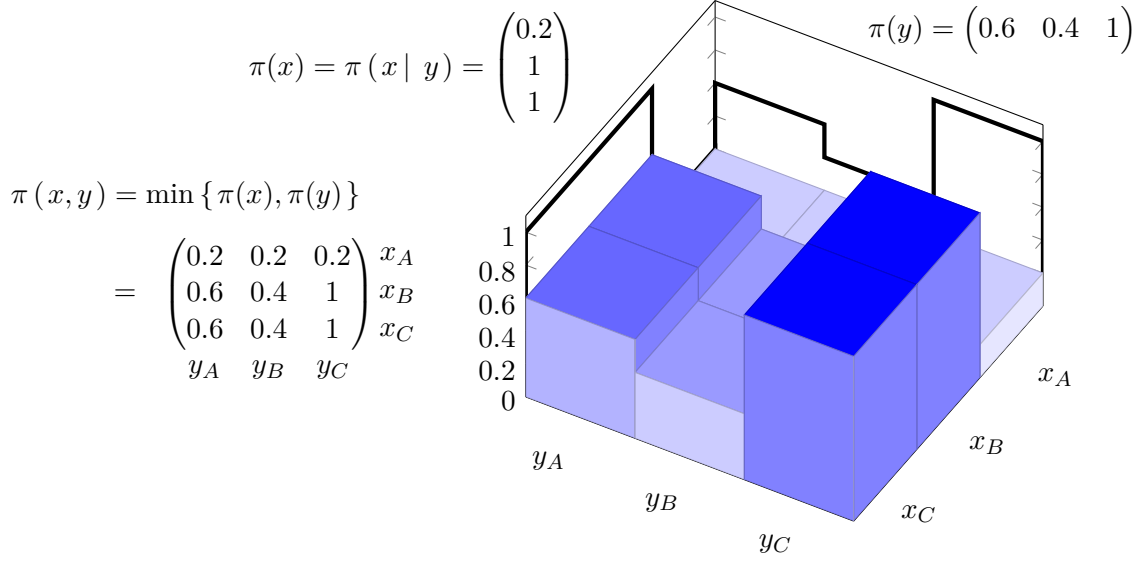 π(x) = π(x | y) = (0.2 1 1)
π(y) = (0.6 0.4 1)
π(x, y) = min{π(x), π(y)}
= (0.2 0.2 0.2) x_A
0.6 0.4 1 x_B
0.6 0.4 1 x_C
y_A y_B y_C
1
0.8
0.6
0.4
0.2
0
y_A
y_B
y_C
x_C
x_B
x_A